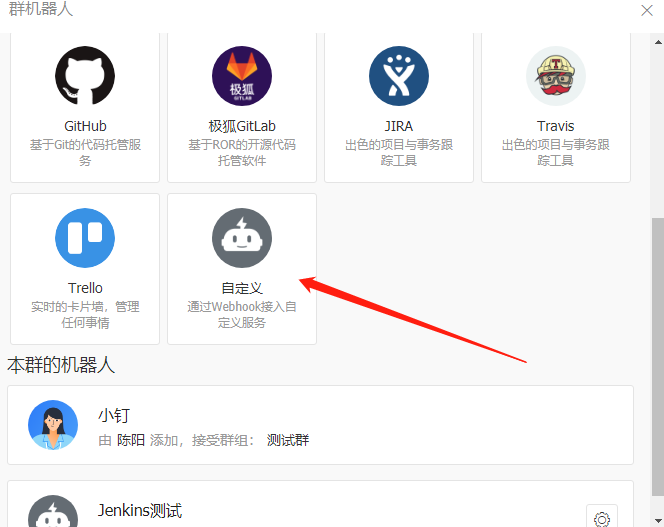 群机器人
GitHub
基于Git的代码托管服
务
极狐
GITLAB
极狐GitLab
基于ROR的开源代码
托管软件
JIRA
出色的项目与事务跟
踪工具
T
Travis
出色的项目与事务跟
踪工具
Trello
实时的卡片墙，管理
任何事情
自定义
通过Webhook接入自
定义服务
本群的机器人
小钉
由 陈阳 添加，接受群组： 测试群
Jenkins测试